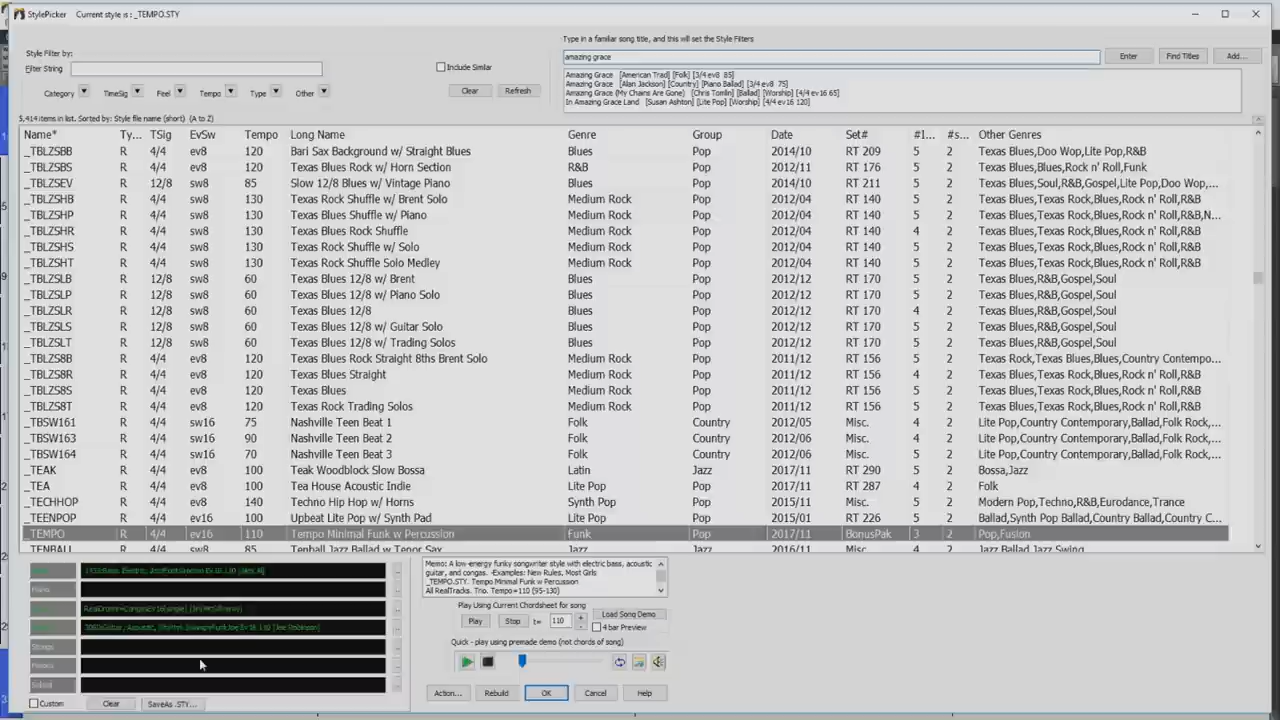 StylePicker Current style is : _TEMPO.STY
Type in a familiar song title, and this will set the Style Filters
Style Filter by:
amazing grace Enter Find Titles Add...
Filter String Include Similar
Amazing Grace [American Trad] [Folk] [3/4 ev8 85]
Amazing Grace [Alan Jackson] [Country] [Piano Ballad] [3/4 ev8 75]
Amazing Grace (My Chains Are Gone) [Chris Tomlin] [Ballad] [Worship] [4/4 ev16 65]
In Amazing Grace Land [Susan Ashton] [Lite Pop] [Worship] [4/4 ev16 120]
Category TimeSig Feel Tempo Type Other Clear Refresh
5,414 items in list. Sorted by: Style file name (short) (A to Z)
Name* Ty... TSig EvSw Tempo Long Name Genre Group Date Set# #I... #s... Other Genres
_TBLZSBB R 4/4 ev8 120 Bari Sax Background w/ Straight Blues Blues Pop 2014/10 RT 209 5 2 Texas Blues,Doo Wop,Lite Pop,R&B
_TBLZSBS R 4/4 ev8 120 Texas Blues Rock w/ Horn Section R&B Pop 2012/11 RT 176 5 2 Texas Blues,Blues,Rock n' Roll,Funk
_TBLZSEV R 12/8 sw8 85 Slow 12/8 Blues w/ Vintage Piano Blues Pop 2014/10 RT 211 5 2 Texas Blues,Soul,R&B,Gospel,Lite Pop,Doo Wop,...
_TBLZSHB R 4/4 sw8 130 Texas Rock Shuffle w/ Brent Solo Medium Rock Pop 2012/04 RT 140 5 2 Texas Blues,Texas Rock,Blues,Rock n' Roll,R&B
_TBLZSHP R 4/4 sw8 130 Texas Blues Shuffle w/ Piano Medium Rock Pop 2012/04 RT 140 5 2 Texas Blues,Texas Rock,Blues,Rock n' Roll,R&B,N...
_TBLZSHR R 4/4 sw8 130 Texas Blues Rock Shuffle Medium Rock Pop 2012/04 RT 140 4 2 Texas Blues,Texas Rock,Blues,Rock n' Roll,R&B
_TBLZSHS R 4/4 sw8 130 Texas Rock Shuffle w/ Solo Medium Rock Pop 2012/04 RT 140 5 2 Texas Blues,Texas Rock,Blues,Rock n' Roll,R&B
_TBLZSHT R 4/4 sw8 130 Texas Rock Shuffle Solo Medley Medium Rock Pop 2012/04 RT 140 5 2 Texas Blues,Texas Rock,Blues,Rock n' Roll,R&B
_TBLZSLB R 12/8 sw8 60 Texas Blues 12/8 w/ Brent Blues Pop 2012/12 RT 170 5 2 Texas Blues,R&B,Gospel,Soul
_TBLZSLP R 12/8 sw8 60 Texas Blues 12/8 w/ Piano Solo Blues Pop 2012/12 RT 170 5 2 Texas Blues,R&B,Gospel,Soul
_TBLZSLR R 12/8 sw8 60 Texas Blues 12/8 Blues Pop 2012/12 RT 170 4 2 Texas Blues,R&B,Gospel,Soul
_TBLZSLS R 12/8 sw8 60 Texas Blues 12/8 w/ Guitar Solo Blues Pop 2012/12 RT 170 5 2 Texas Blues,R&B,Gospel,Soul
_TBLZSLT R 12/8 sw8 60 Texas Blues 12/8 w/ Trading Solos Blues Pop 2012/12 RT 170 5 2 Texas Blues,R&B,Gospel,Soul
_TBLZS8B R 4/4 ev8 120 Texas Blues Rock Straight 8ths Brent Solo Medium Rock Pop 2011/12 RT 156 5 2 Texas Rock,Texas Blues,Blues,Country Contempo...
_TBLZS8R R 4/4 ev8 120 Texas Blues Straight Medium Rock Pop 2011/12 RT 156 4 2 Texas Rock,Texas Blues,Blues,Rock n' Roll,R&B
_TBLZS8S R 4/4 ev8 120 Texas Blues Medium Rock Pop 2011/12 RT 156 5 2 Texas Rock,Texas Blues,Blues,Rock n' Roll,R&B
_TBLZS8T R 4/4 ev8 120 Texas Rock Trading Solos Medium Rock Pop 2011/12 RT 156 5 2 Texas Rock,Texas Blues,Blues,Rock n' Roll,R&B
_TBSW161 R 4/4 sw16 75 Nashville Teen Beat 1 Folk Country 2012/05 Misc. 4 2 Lite Pop,Country Contemporary,Ballad,Folk Rock,...
_TBSW163 R 4/4 sw16 90 Nashville Teen Beat 2 Folk Country 2012/06 Misc. 4 2 Lite Pop,Country Contemporary,Ballad,Folk Rock,...
_TBSW164 R 4/4 sw16 70 Nashville Teen Beat 3 Folk Country 2012/06 Misc. 4 2 Lite Pop,Country Contemporary,Ballad,Folk Rock,...
_TEAK R 4/4 ev8 100 Teak Woodblock Slow Bossa Latin Jazz 2017/11 RT 290 5 2 Bossa,Jazz
_TEA R 4/4 ev8 100 Tea House Acoustic Indie Lite Pop Pop 2017/11 RT 287 4 2 Folk
_TECHHOP R 4/4 ev8 140 Techno Hip Hop w/ Horns Synth Pop Pop 2015/11 Misc. 5 2 Modern Pop,Techno,R&B,Eurodance,Trance
_TEENPOP R 4/4 ev16 100 Upbeat Lite Pop w/ Synth Pad Lite Pop Pop 2015/01 RT 226 5 2 Ballad,Synth Pop Ballad,Country Ballad,Country C...
_TEMPO R 4/4 ev16 110 Tempo Minimal Funk w Percussion Funk Pop 2017/11 BonusPak 3 2 Pop,Fusion
_TENBALL R 4/4 sw8 85 Tenball Jazz Ballad w Tenor Sax Jazz Jazz 2016/11 Misc. 4 2 Jazz Ballad,Jazz Swing
Piano
Strings
Custom Clear SaveAs .STY...
Memo: A low-energy funky songwriter style with electric bass, acoustic
guitar, and congas. -Examples: New Rules, Most Girls
_TEMPO.STY. Tempo Minimal Funk w Percussion
All RealTracks. Trio. Tempo=110 (95-130)
Play Using Current Chordsheet for song Load Song Demo
Play Stop t= 110 4 bar Preview
Quick - play using premade demo (not chords of song)
Action... Rebuild OK Cancel Help